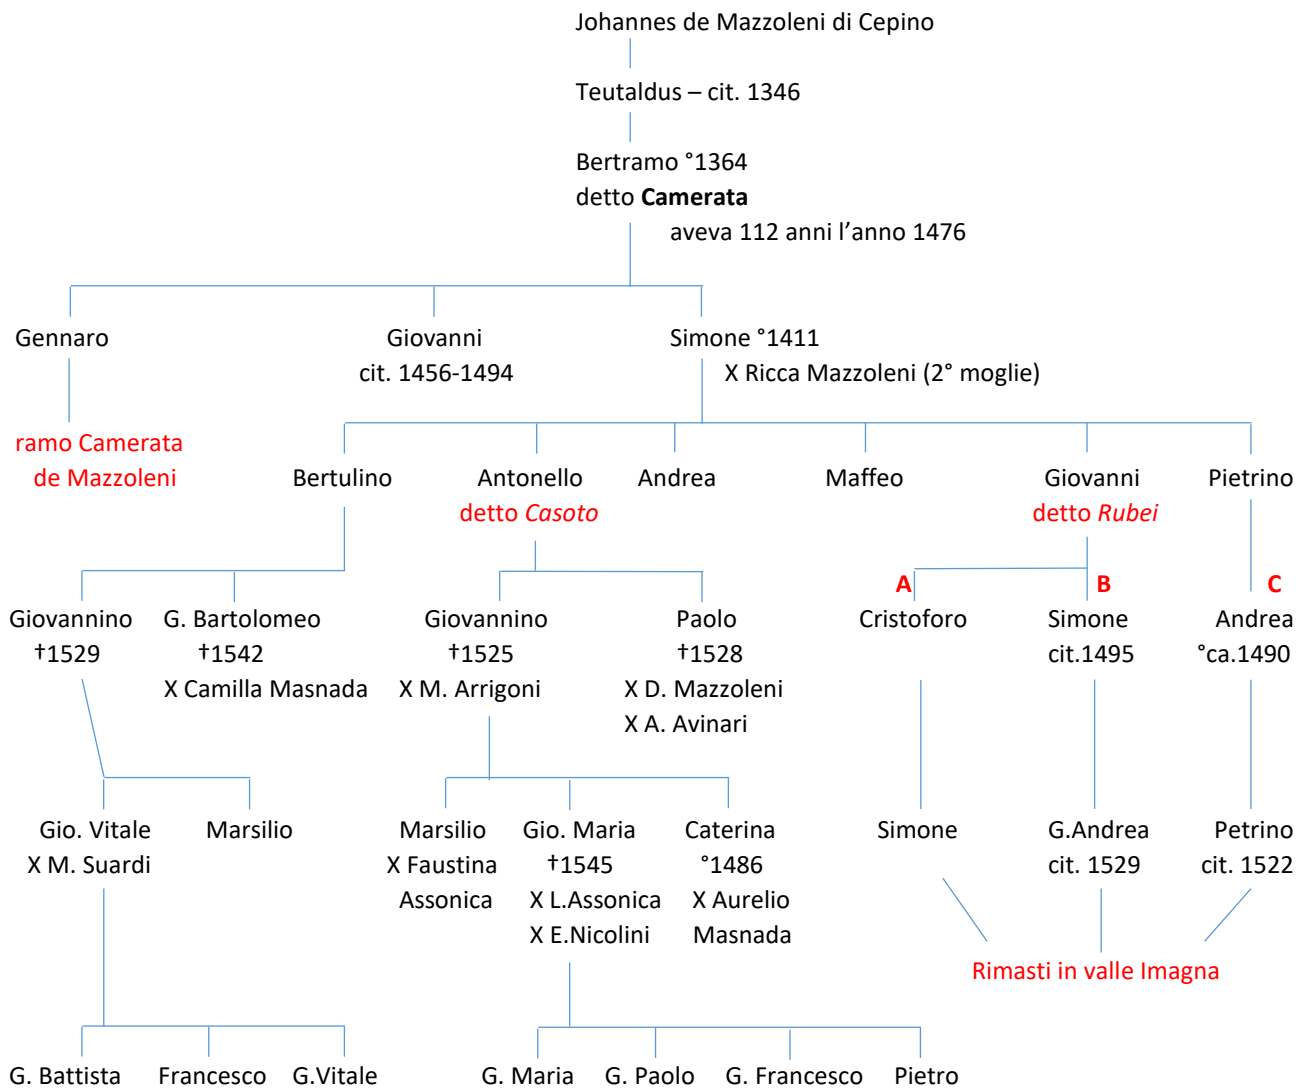 Johannes de Mazzoleni di Cepino
Teutaldus – cit. 1346
Bertramo °1364
detto Camerata
aveva 112 anni l’anno 1476
Gennaro Giovanni Simone °1411
cit. 1456-1494 X Ricca Mazzoleni (2° moglie)
ramo Camerata
de Mazzoleni Bertulino Antonello Andrea Maffeo Giovanni Pietrino
detto Casoto detto Rubei
A B C
Giovannino G. Bartolomeo Giovannino Paolo Cristoforo Simone Andrea
†1529 †1542 †1525 †1528 cit.1495 °ca.1490
X Camilla Masnada X M. Arrigoni X D. Mazzoleni
X A. Avinari
Gio. Vitale Marsilio Marsilio Gio. Maria Caterina Simone G.Andrea Petrino
X M. Suardi X Faustina †1545 °1486 cit. 1529 cit. 1522
Assonica X L.Assonica X Aurelio
X E.Nicolini Masnada
Rimasti in valle Imagna
G. Battista Francesco G.Vitale G. Maria G. Paolo G. Francesco Pietro